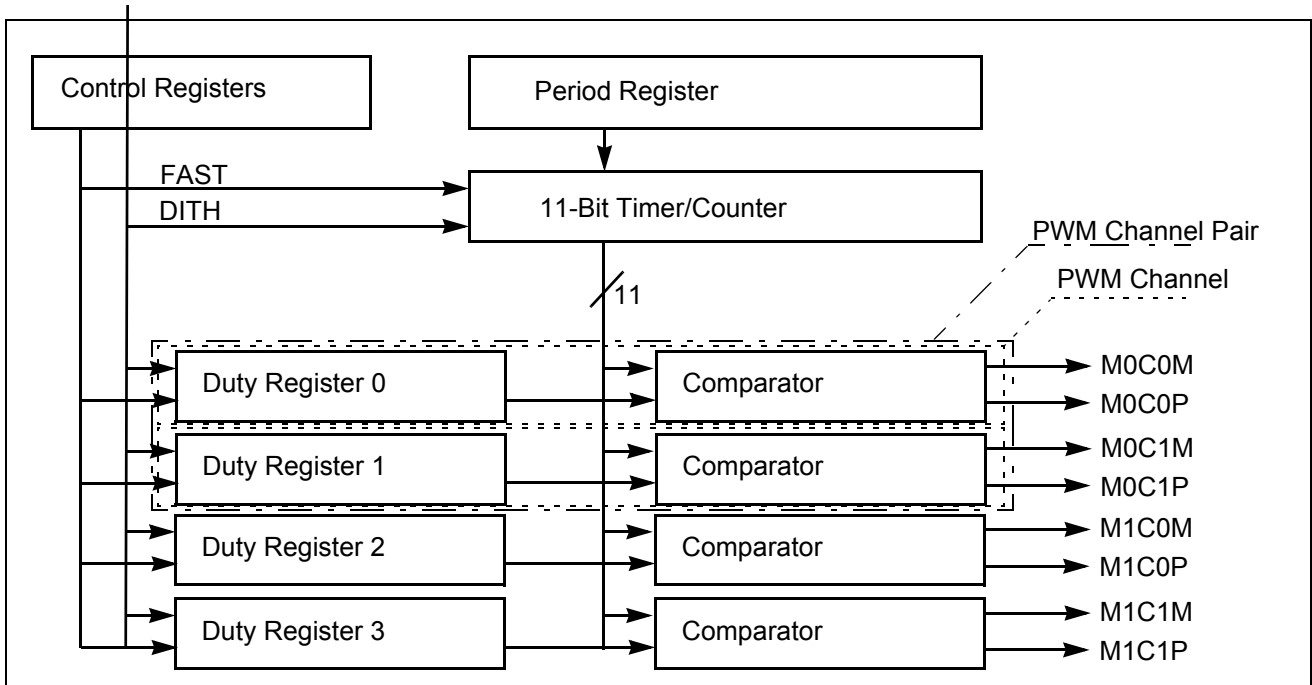 Control Registers
Period Register
FAST
DITH
11-Bit Timer/Counter
PWM Channel Pair
PWM Channel
11
Duty Register 0
Comparator
M0C0M
M0C0P
Duty Register 1
Comparator
M0C1M
M0C1P
Duty Register 2
Comparator
M1C0M
M1C0P
Duty Register 3
Comparator
M1C1M
M1C1P